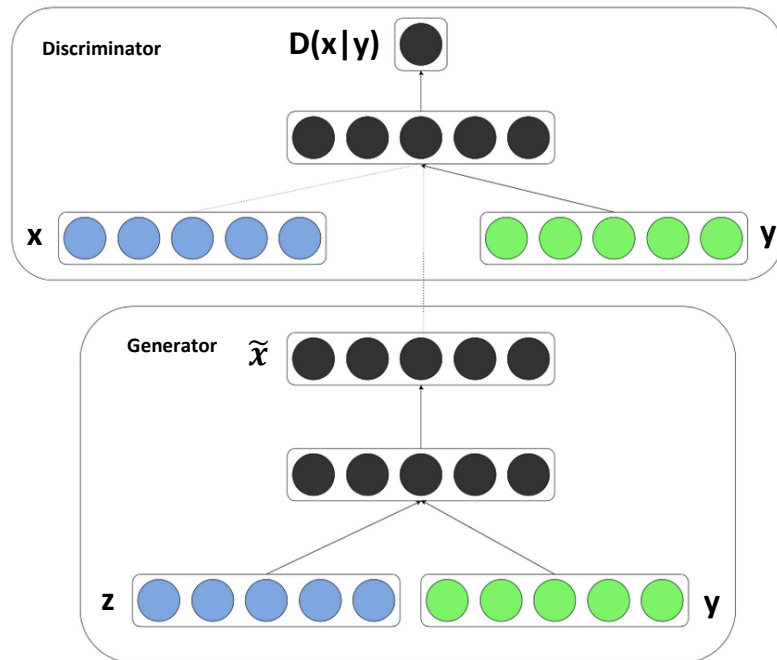 Discriminator
D(x|y)
x
y
Generator
x̃
z
y